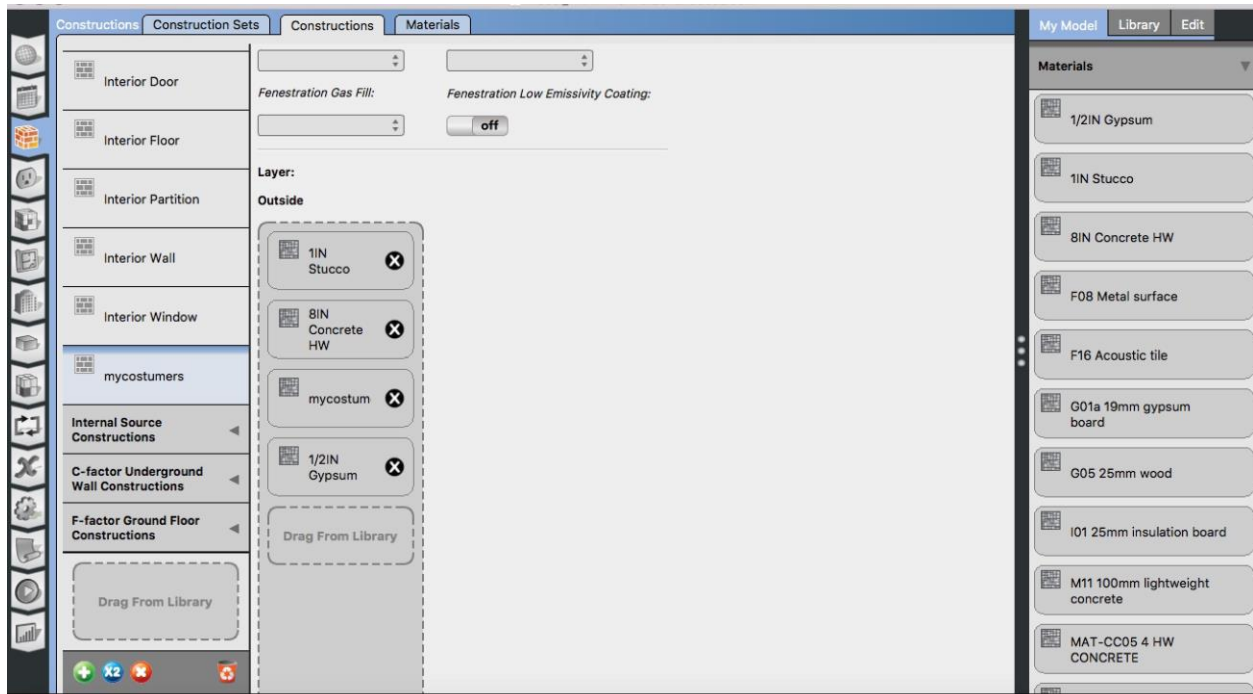 Constructions
Construction Sets
Constructions
Materials
My Model
Library
Edit
Interior Door
Interior Floor
Interior Partition
Interior Wall
Interior Window
mycostumers
Internal Source
Constructions
C-factor Underground
Wall Constructions
F-factor Ground Floor
Constructions
Drag From Library
X2
Fenestration Gas Fill:
Fenestration Low Emissivity Coating:
off
Layer:
Outside
1IN
Stucco
8IN
Concrete
HW
mycostum
1/2IN
Gypsum
Drag From Library
Materials
1/2IN Gypsum
1IN Stucco
8IN Concrete HW
F08 Metal surface
F16 Acoustic tile
G01a 19mm gypsum
board
G05 25mm wood
I01 25mm insulation board
M11 100mm lightweight
concrete
MAT-CC05 4 HW
CONCRETE